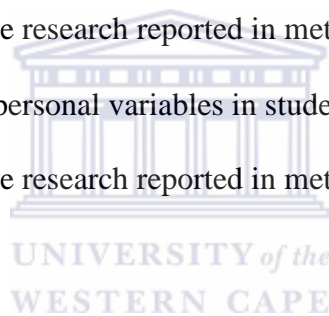 e research reported in met
personal variables in stude
e research reported in met
UNIVERSITY of the
WESTERN CAPE